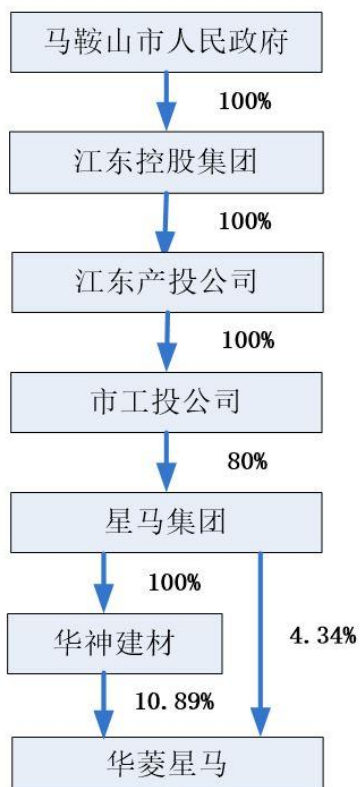 马鞍山市人民政府
100%
江东控股集团
100%
江东产投公司
100%
市工投公司
80%
星马集团
100%
4.34%
华神建材
10.89%
华菱星马